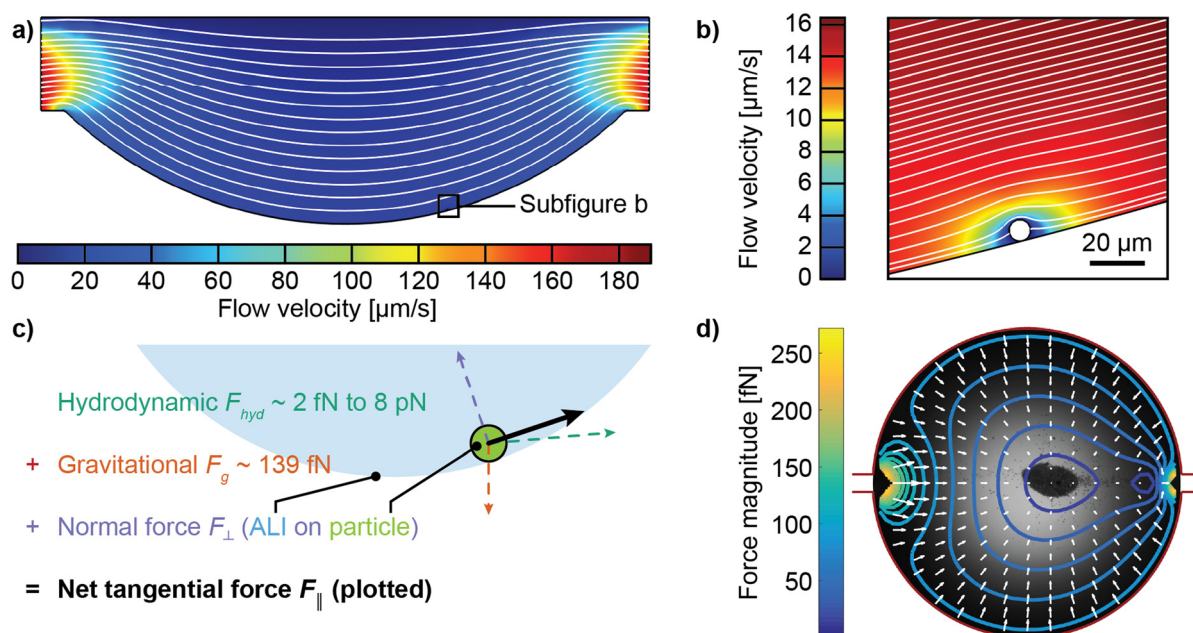 a)
Subfigure b
0 20 40 60 80 100 120 140 160 180
Flow velocity [µm/s]
b)
Flow velocity [µm/s]
16
14
12
10
8
6
4
2
0
20 µm
c)
Hydrodynamic F_hyd ~ 2 fN to 8 pN
+ Gravitational F_g ~ 139 fN
+ Normal force F_⊥ (ALI on particle)
= Net tangential force F_∥ (plotted)
d)
Force magnitude [fN]
250
200
150
100
50